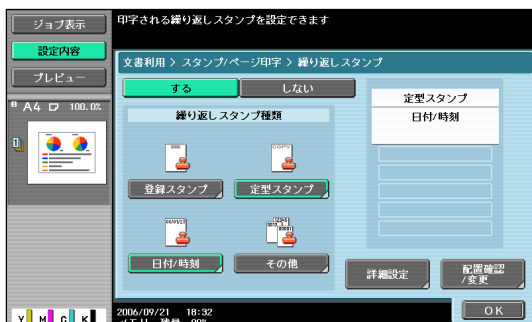 ジョブ表示
設定内容
プレビュー
A4 100.0%
1
Y M C K
印字される繰り返しスタンプを設定できます
文書利用 > スタンプ/ページ印字 > 繰り返しスタンプ
する
しない
繰り返しスタンプ種類
COPY
登録スタンプ
定型スタンプ
日付/時刻
その他
定型スタンプ
日付/時刻
詳細設定
配置確認
/変更
2006/09/21 18:32
OK